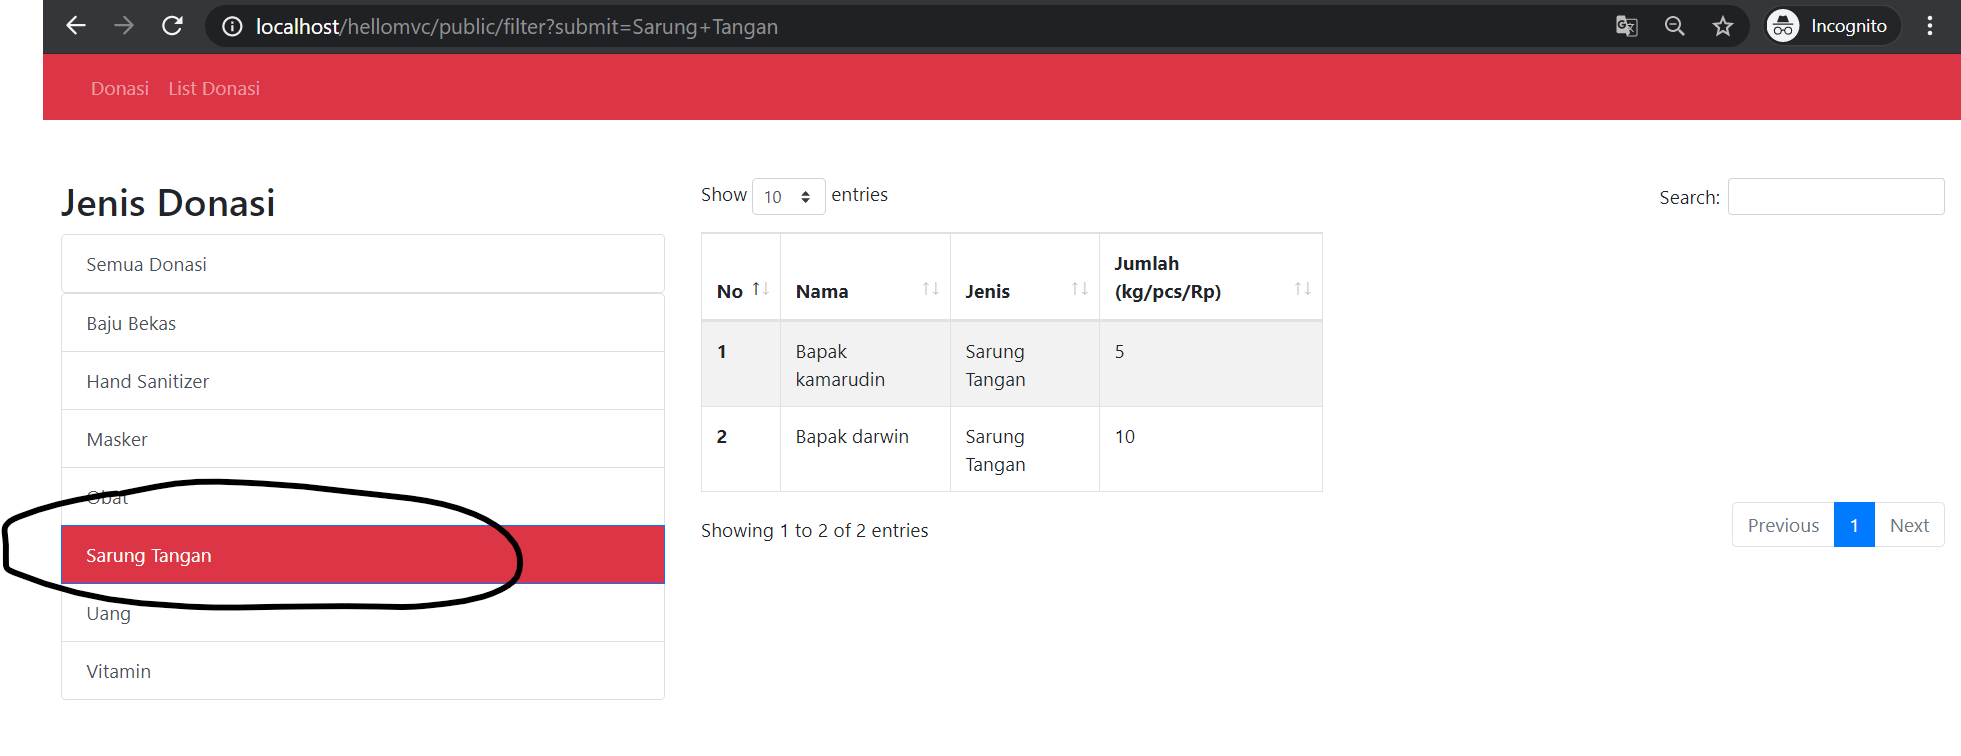 localhost/hellomvc/public/filter?submit=Sarung+Tangan
Incognito
Donasi List Donasi
Jenis Donasi
Semua Donasi
Baju Bekas
Hand Sanitizer
Masker
Obat
Sarung Tangan
Uang
Vitamin
Show 10 entries
Search:
No Nama Jenis Jumlah (kg/pcs/Rp)
1 Bapak kamarudin Sarung Tangan 5
2 Bapak darwin Sarung Tangan 10
Showing 1 to 2 of 2 entries
Previous 1 Next